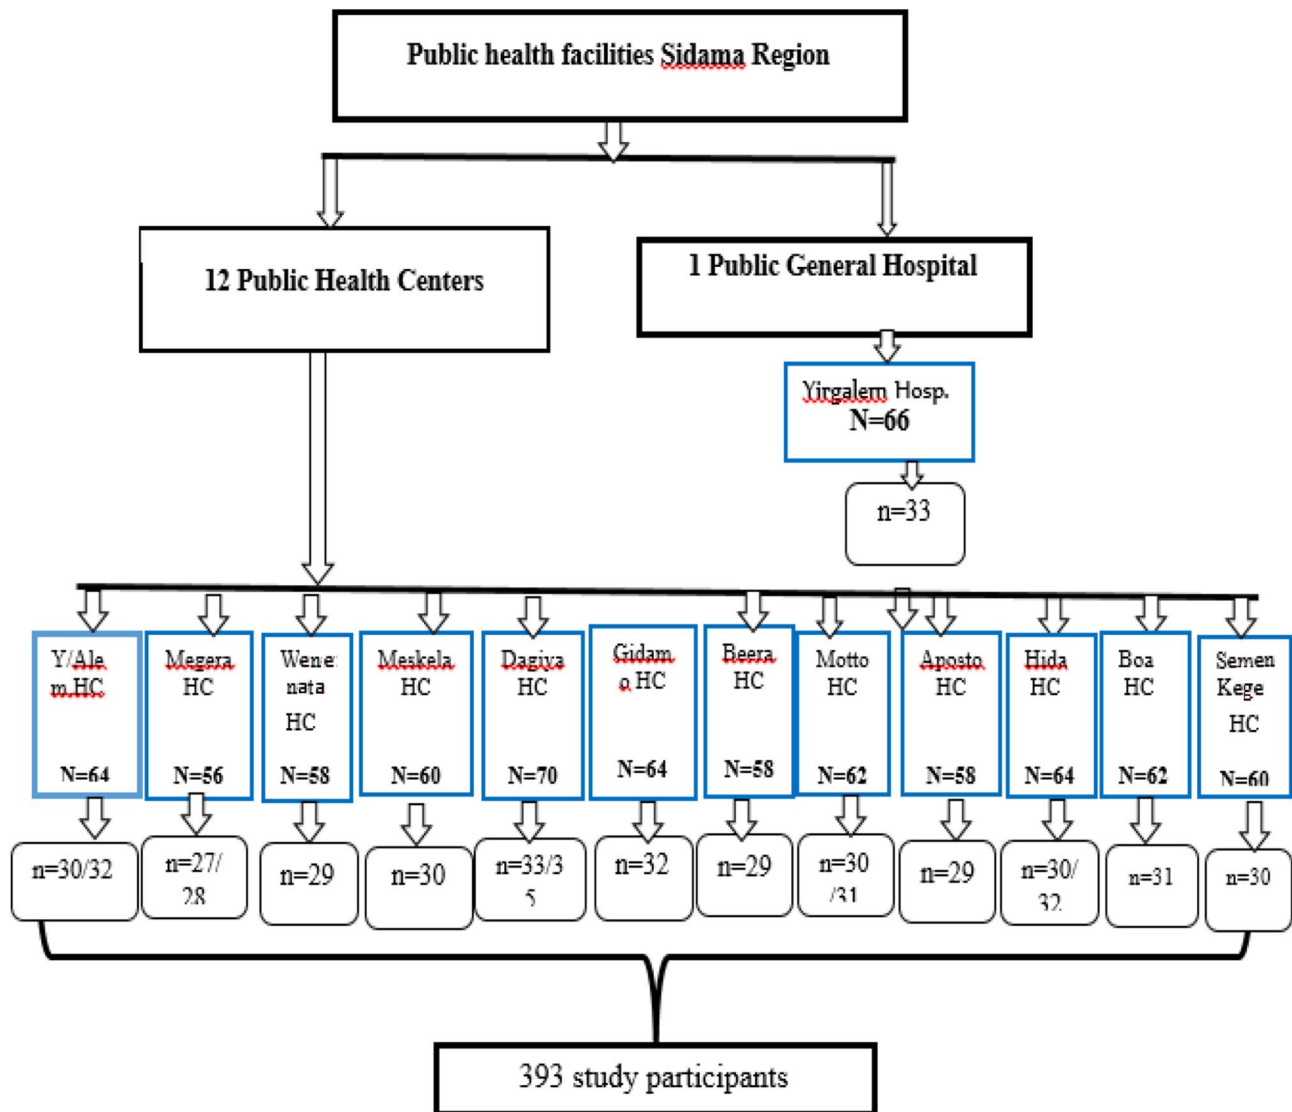 Public health facilities Sidama Region
12 Public Health Centers
1 Public General Hospital
Yirgalem Hosp.
N=66
n=33
Y/Ale
m HC
N=64
Megera
HC
N=56
Wene
nata
HC
N=58
Meskela
HC
N=60
Dagiya
HC
N=70
Gidam
o HC
N=64
Beera
HC
N=58
Motto
HC
N=62
Aposto
HC
N=58
Hida
HC
N=64
Boa
HC
N=62
Semen
Kege
HC
N=60
n=30/32
n=27/
28
n=29
n=30
n=33/3
5
n=32
n=29
n=30
/31
n=29
n=30/
32
n=31
n=30
393 study participants